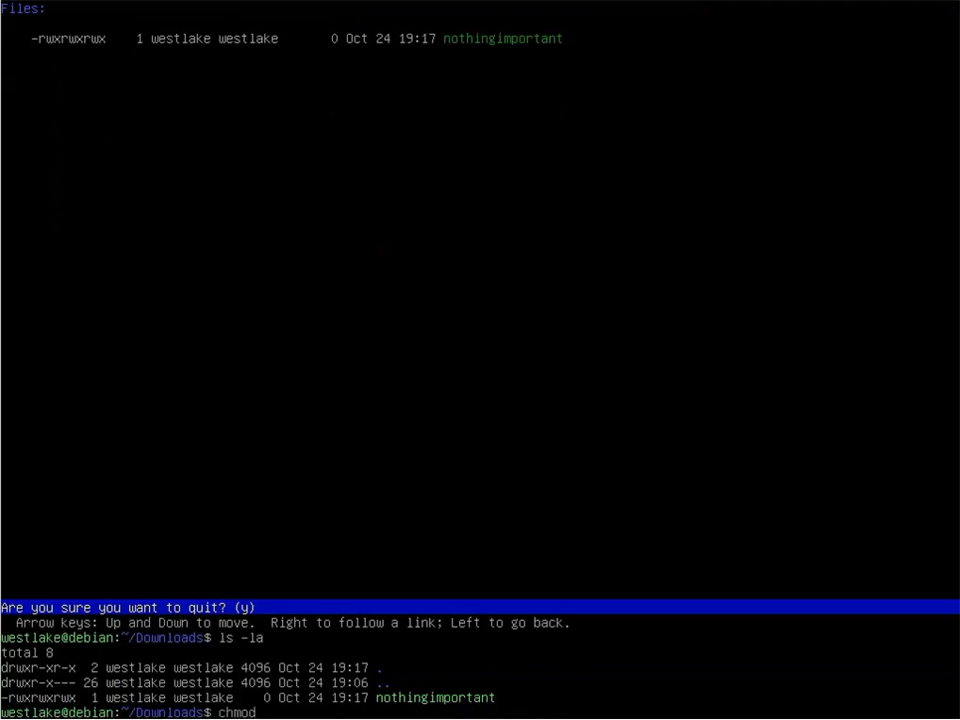 Files:
-rwxrwxrwx 1 westlake westlake 0 Oct 24 19:17 nothingimportant
Are you sure you want to quit? (y)
Arrow keys: Up and Down to move. Right to follow a link; Left to go back.
westlake@debian:~/Downloads$ ls -la
total 8
drwxr-xr-x 2 westlake westlake 4096 Oct 24 19:17 .
drwxr-x--- 26 westlake westlake 4096 Oct 24 19:06 ..
-rwxrwxrwx 1 westlake westlake 0 Oct 24 19:17 nothingimportant
westlake@debian:~/Downloads$ chmod